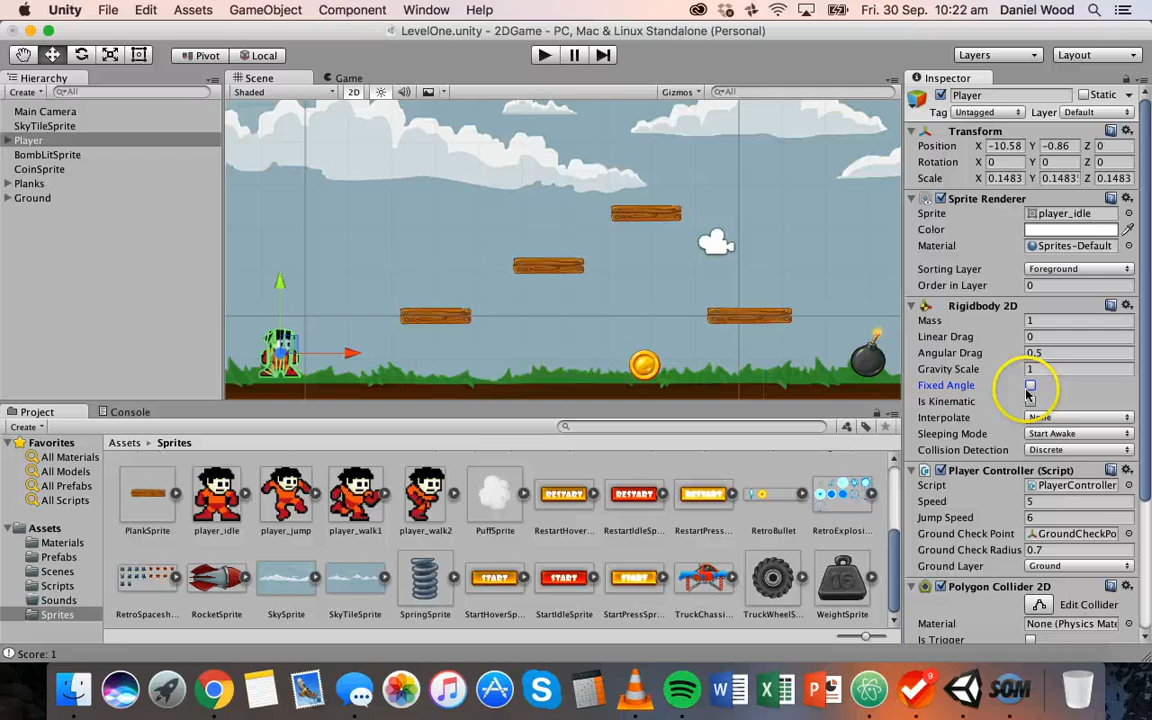 Unity File Edit Assets GameObject Component Window Help Fri. 30 Sep. 10:22 am Daniel Wood
LevelOne.unity - 2DGame - PC, Mac & Linux Standalone (Personal)
Pivot Local Layers Layout
Hierarchy Scene Game Inspector
Create All Shaded 2D Gizmos All
Player Static
Tag Untagged Layer Default
Main Camera
SkyTileSprite
Player
BombLitSprite
CoinSprite
Planks
Ground
Transform
Position X -10.58 Y -0.86 Z 0
Rotation X 0 Y 0 Z 0
Scale X 0.1483 Y 0.1483 Z 0.1483
Sprite Renderer
Sprite player_idle
Color
Material Sprites-Default
Sorting Layer Foreground
Order in Layer 0
Rigidbody 2D
Mass 1
Linear Drag 0
Angular Drag 0.5
Gravity Scale 1
Fixed Angle
Is Kinematic
Interpolate None
Sleeping Mode Start Awake
Collision Detection Discrete
Player Controller (Script)
Script PlayerController
Speed 5
Jump Speed 6
Ground Check Point GroundCheckPo
Ground Check Radius 0.7
Ground Layer Ground
Polygon Collider 2D
Edit Collider
Material None (Physics Mate
Is Trigger
Project Console
Create
Favorites
All Materials
All Models
All Prefabs
All Scripts
Assets
Materials
Prefabs
Scenes
Scripts
Sounds
Sprites
Assets Sprites
RESTART RESTART RESTART
PlankSprite player_idle player_jump player_walk1 player_walk2 PuffSprite RestartHover... RestartIdleSp... RestartPress... RetroBullet RetroExplosi...
START START START 16
RetroSpacesh... RocketSprite SkySprite SkyTileSprite SpringSprite StartHoverSp... StartIdleSprite StartPressSpr... TruckChassi... TruckWheelS... WeightSprite
Score: 1
9
SOM